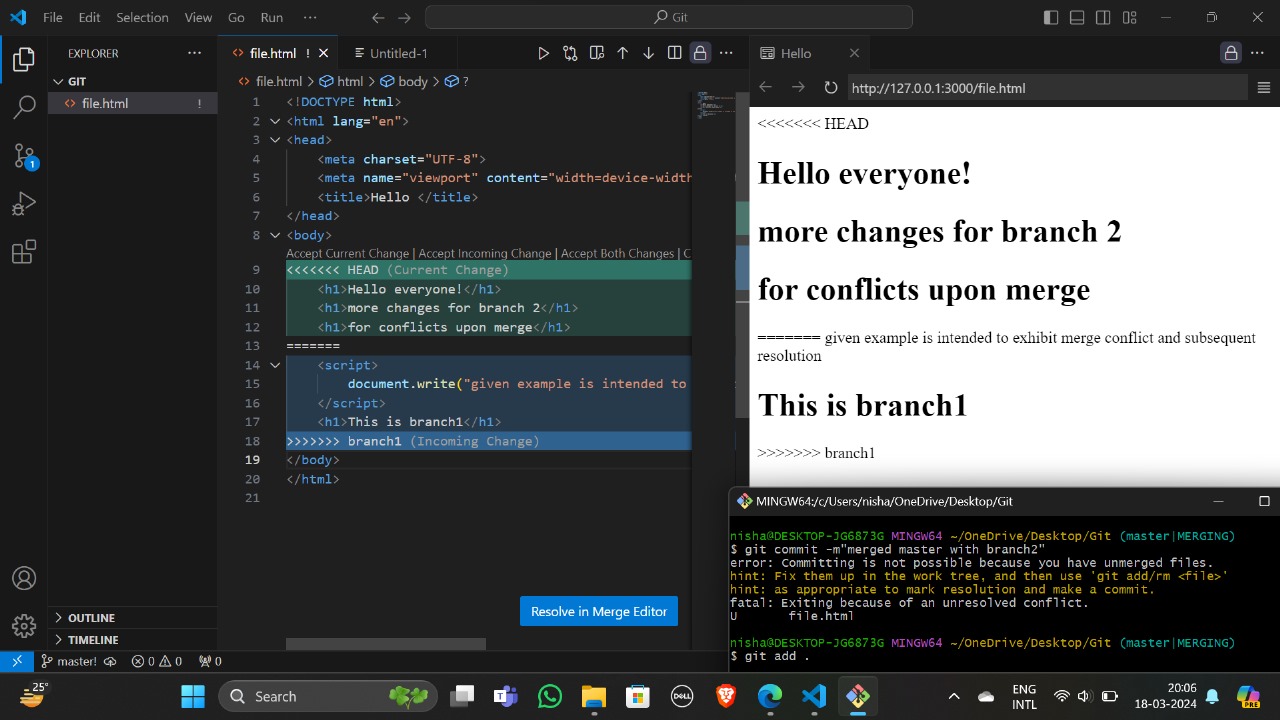 File Edit Selection View Go Run ··· Git
EXPLORER ···
GIT
file.html !
1
OUTLINE
TIMELINE
file.html ! Untitled-1 ···
file.html > html > body > ?
1 <!DOCTYPE html>
2 <html lang="en">
3 <head>
4 <meta charset="UTF-8">
5 <meta name="viewport" content="width=device-width
6 <title>Hello </title>
7 </head>
8 <body>
Accept Current Change | Accept Incoming Change | Accept Both Changes | C
9 <<<<<<< HEAD (Current Change)
10 <h1>Hello everyone!</h1>
11 <h1>more changes for branch 2</h1>
12 <h1>for conflicts upon merge</h1>
13 =======
14 <script>
15 document.write("given example is intended to
16 </script>
17 <h1>This is branch1</h1>
18 >>>>>>> branch1 (Incoming Change)
19 </body>
20 </html>
21
Resolve in Merge Editor
Hello ···
http://127.0.0.1:3000/file.html
<<<<<<< HEAD
Hello everyone!
more changes for branch 2
for conflicts upon merge
======= given example is intended to exhibit merge conflict and subsequent
resolution
This is branch1
>>>>>>> branch1
MINGW64:/c/Users/nisha/OneDrive/Desktop/Git
nisha@DESKTOP-JG6873G MINGW64 ~/OneDrive/Desktop/Git (master|MERGING)
$ git commit -m"merged master with branch2"
error: Committing is not possible because you have unmerged files.
hint: Fix them up in the work tree, and then use 'git add/rm <file>'
hint: as appropriate to mark resolution and make a commit.
fatal: Exiting because of an unresolved conflict.
U file.html
nisha@DESKTOP-JG6873G MINGW64 ~/OneDrive/Desktop/Git (master|MERGING)
$ git add .
master! 0 0 0
25° Search DELL ENG 20:06 PRE
INTL 18-03-2024